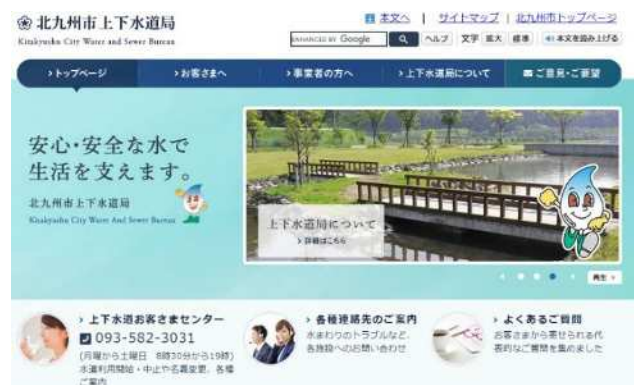 北九州市上下水道局
Kitakyushu City Water and Sewer Bureau
本文へ | サイトマップ | 北九州市トップページ
ENHANCED BY Google
ヘルプ 文字 拡大 標準 本文を読み上げる
トップページ
お客さまへ
事業者の方へ
上下水道局について
ご意見・ご要望
安心・安全な水で
生活を支えます。
北九州市上下水道局
Kitakyushu City Water And Sewer Bureau
上下水道局について
詳細はこちら
再生
上下水道お客さまセンター
093-582-3031
(月曜から土曜日 8時30分から19時)
水道利用開始・中止や名義変更、各種
ご案内
各種連絡先のご案内
水まわりのトラブルなど、
各施設へのお問い合わせ
よくあるご質問
お客さまから寄せられる代
表的なご質問を集めました